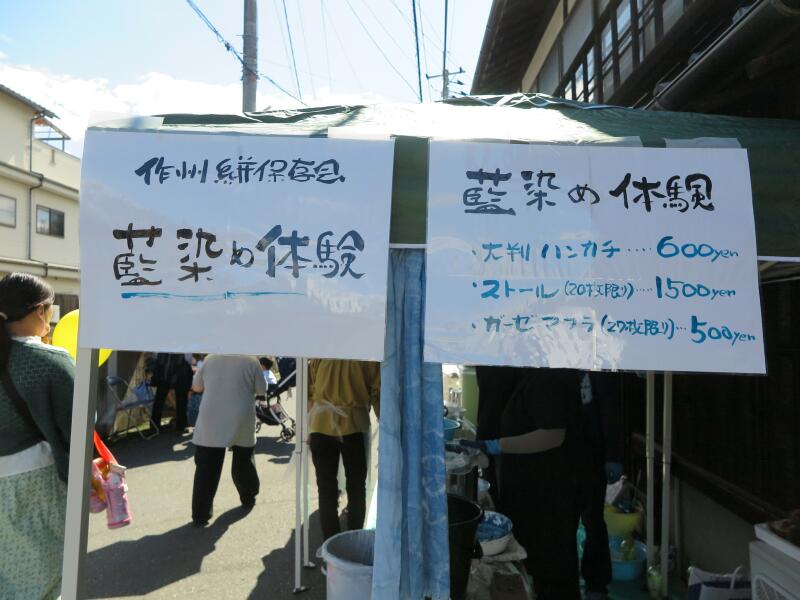 作州絣保存会
藍染め体験
藍染め体験
・大判ハンカチ‥‥600yen
・ストール(20枚限り)‥‥1500yen
・ガーゼマフラ(27枚限り)‥500yen